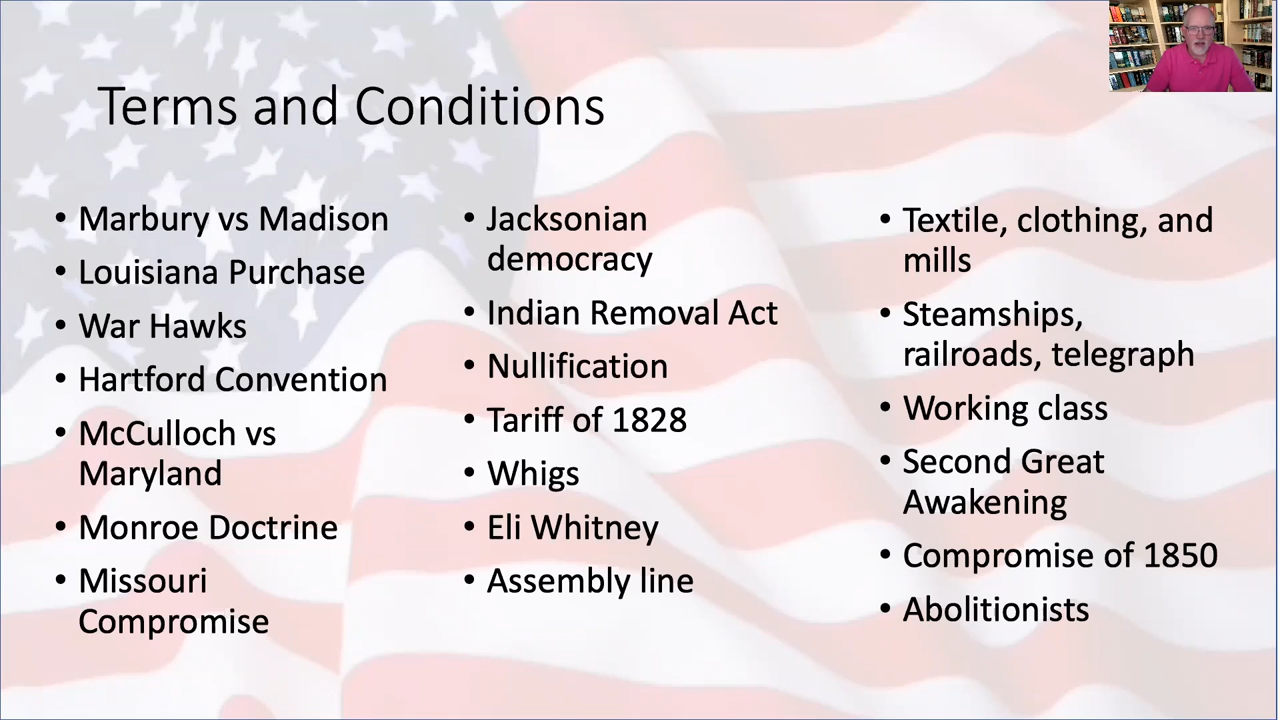 Terms and Conditions
• Marbury vs Madison
• Louisiana Purchase
• War Hawks
• Hartford Convention
• McCulloch vs
Maryland
• Monroe Doctrine
• Missouri
Compromise
• Jacksonian
democracy
• Indian Removal Act
• Nullification
• Tariff of 1828
• Whigs
• Eli Whitney
• Assembly line
• Textile, clothing, and
mills
• Steamships,
railroads, telegraph
• Working class
• Second Great
Awakening
• Compromise of 1850
• Abolitionists